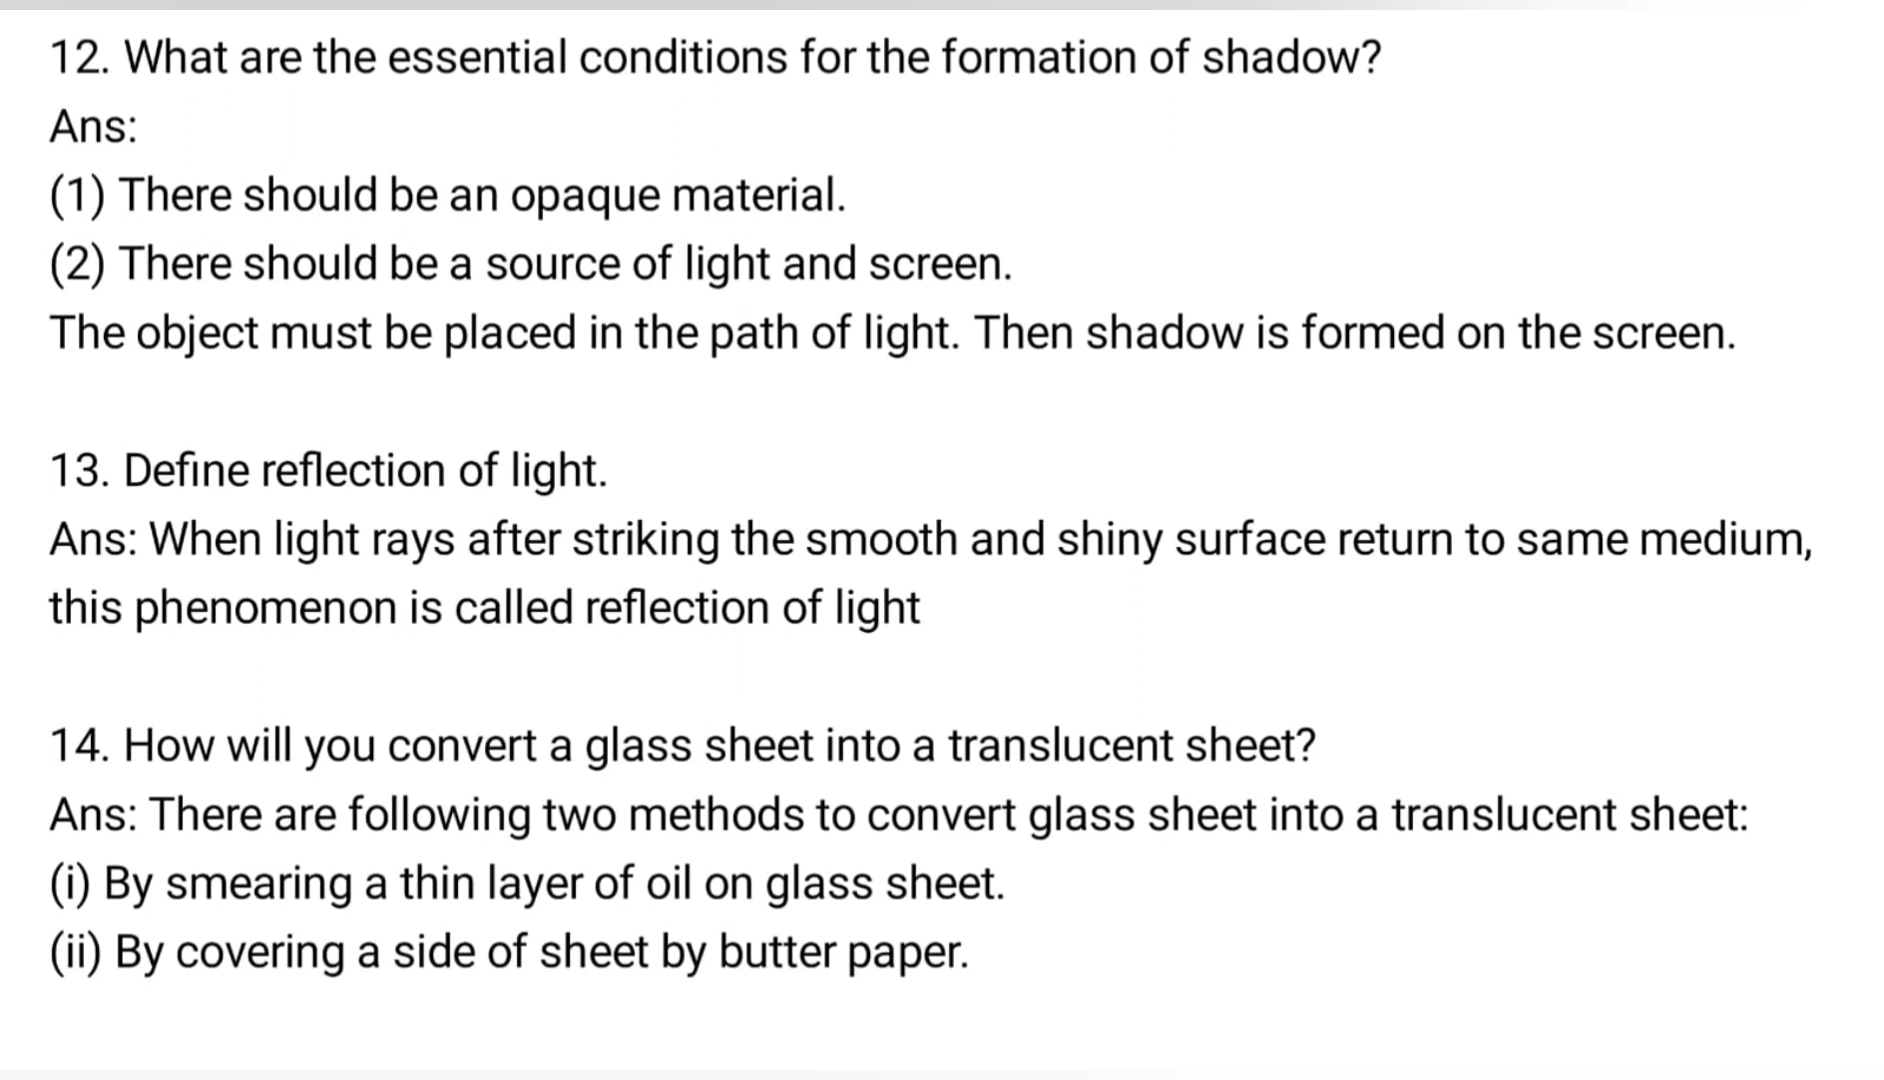 12. What are the essential conditions for the formation of shadow?
Ans:
(1) There should be an opaque material.
(2) There should be a source of light and screen.
The object must be placed in the path of light. Then shadow is formed on the screen.
13. Define reflection of light.
Ans: When light rays after striking the smooth and shiny surface return to same medium,
this phenomenon is called reflection of light
14. How will you convert a glass sheet into a translucent sheet?
Ans: There are following two methods to convert glass sheet into a translucent sheet:
(i) By smearing a thin layer of oil on glass sheet.
(ii) By covering a side of sheet by butter paper.